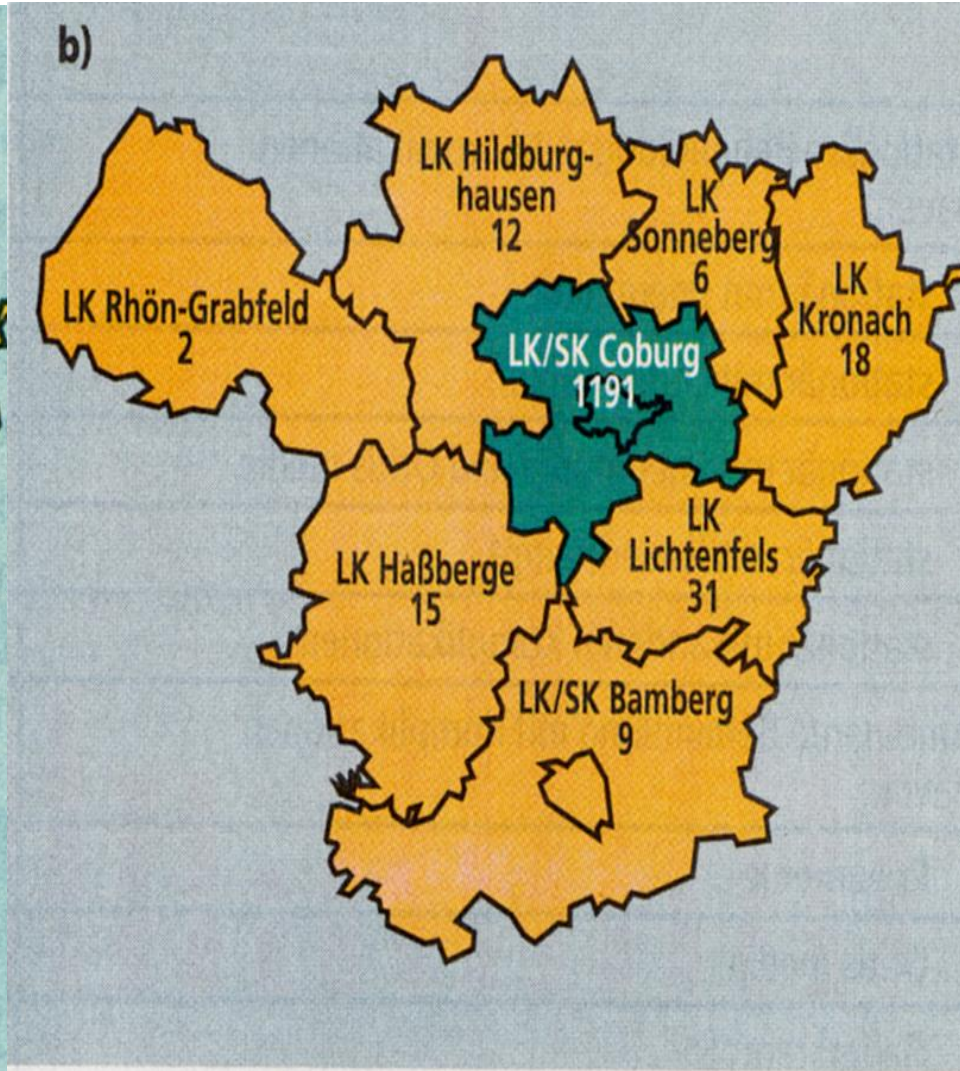 b)
LK Hildburg-
hausen
12
LK
Sonneberg
6
LK
Kronach
18
LK Rhön-Grabfeld
2
LK/SK Coburg
1191
LK
Lichtenfels
31
LK Haßberge
15
LK/SK Bamberg
9